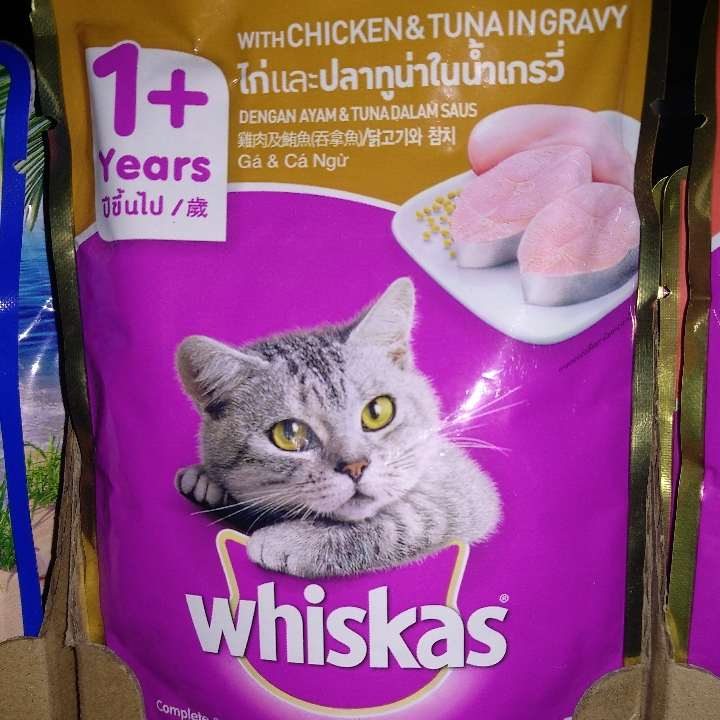 WITH CHICKEN & TUNA IN GRAVY
ไก่และปลาทูน่าในน้ำเกรวี่
DENGAN AYAM & TUNA DALAM SAUS
雞肉及鮪魚(吞拿魚)/닭고기와 참치
Gá & Cá Ngừ
1+
Years
ปีขึ้นไป / 歲
whiskas®
Complete